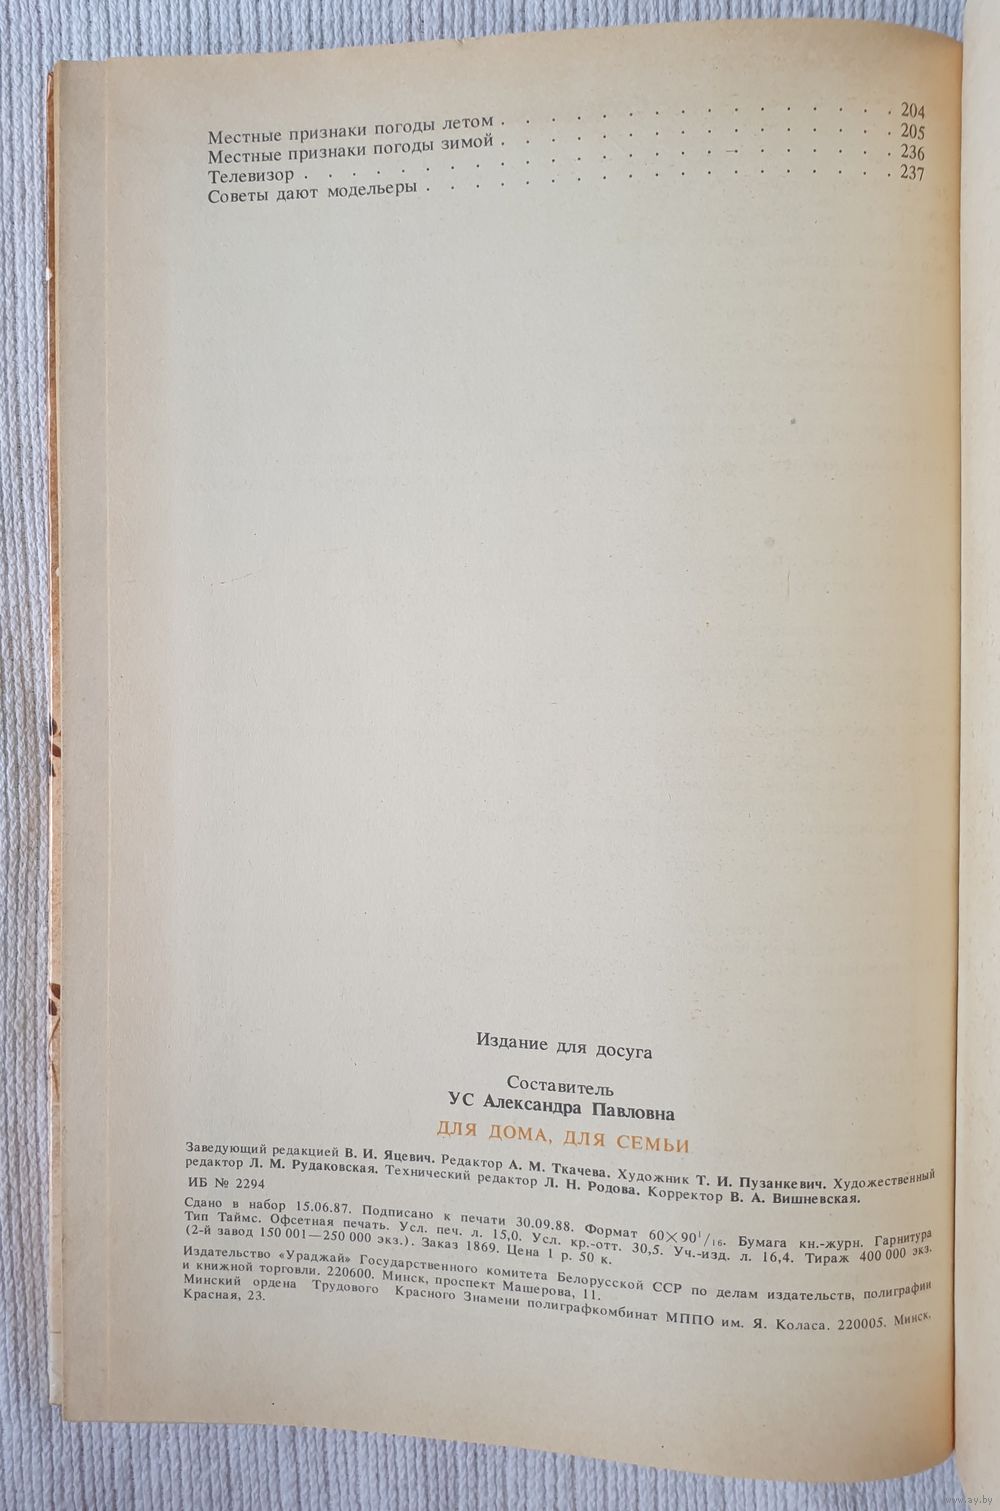 Местные признаки погоды летом . . . . . . . . . . . . . . . . 204
Местные признаки погоды зимой . . . . . . . . . . . . . . . . 205
Телевизор . . . . . . . . . . . . . . . . . . . . . . . . 236
Советы дают модельеры . . . . . . . . . . . . . . . . . . . 237
Издание для досуга
Составитель
УС Александра Павловна
ДЛЯ ДОМА, ДЛЯ СЕМЬИ
Заведующий редакцией В. И. Яцевич. Редактор А. М. Ткачева. Художник Т. И. Пузанкевич. Художественный
редактор Л. М. Рудаковская. Технический редактор Л. Н. Родова. Корректор В. А. Вишневская.
ИБ № 2294
Сдано в набор 15.06.87. Подписано к печати 30.09.88. Формат 60×90¹/₁₆. Бумага кн.-журн. Гарнитура
Тип Таймс. Офсетная печать. Усл. печ. л. 15,0. Усл. кр.-отт. 30,5. Уч.-изд. л. 16,4. Тираж 400 000 экз.
(2-й завод 150 001—250 000 экз.). Заказ 1869. Цена 1 р. 50 к.
Издательство «Ураджай» Государственного комитета Белорусской ССР по делам издательств, полиграфии
и книжной торговли. 220600. Минск, проспект Машерова, 11.
Минский ордена Трудового Красного Знамени полиграфкомбинат МППО им. Я. Коласа. 220005. Минск,
Красная, 23.
www.ay.by